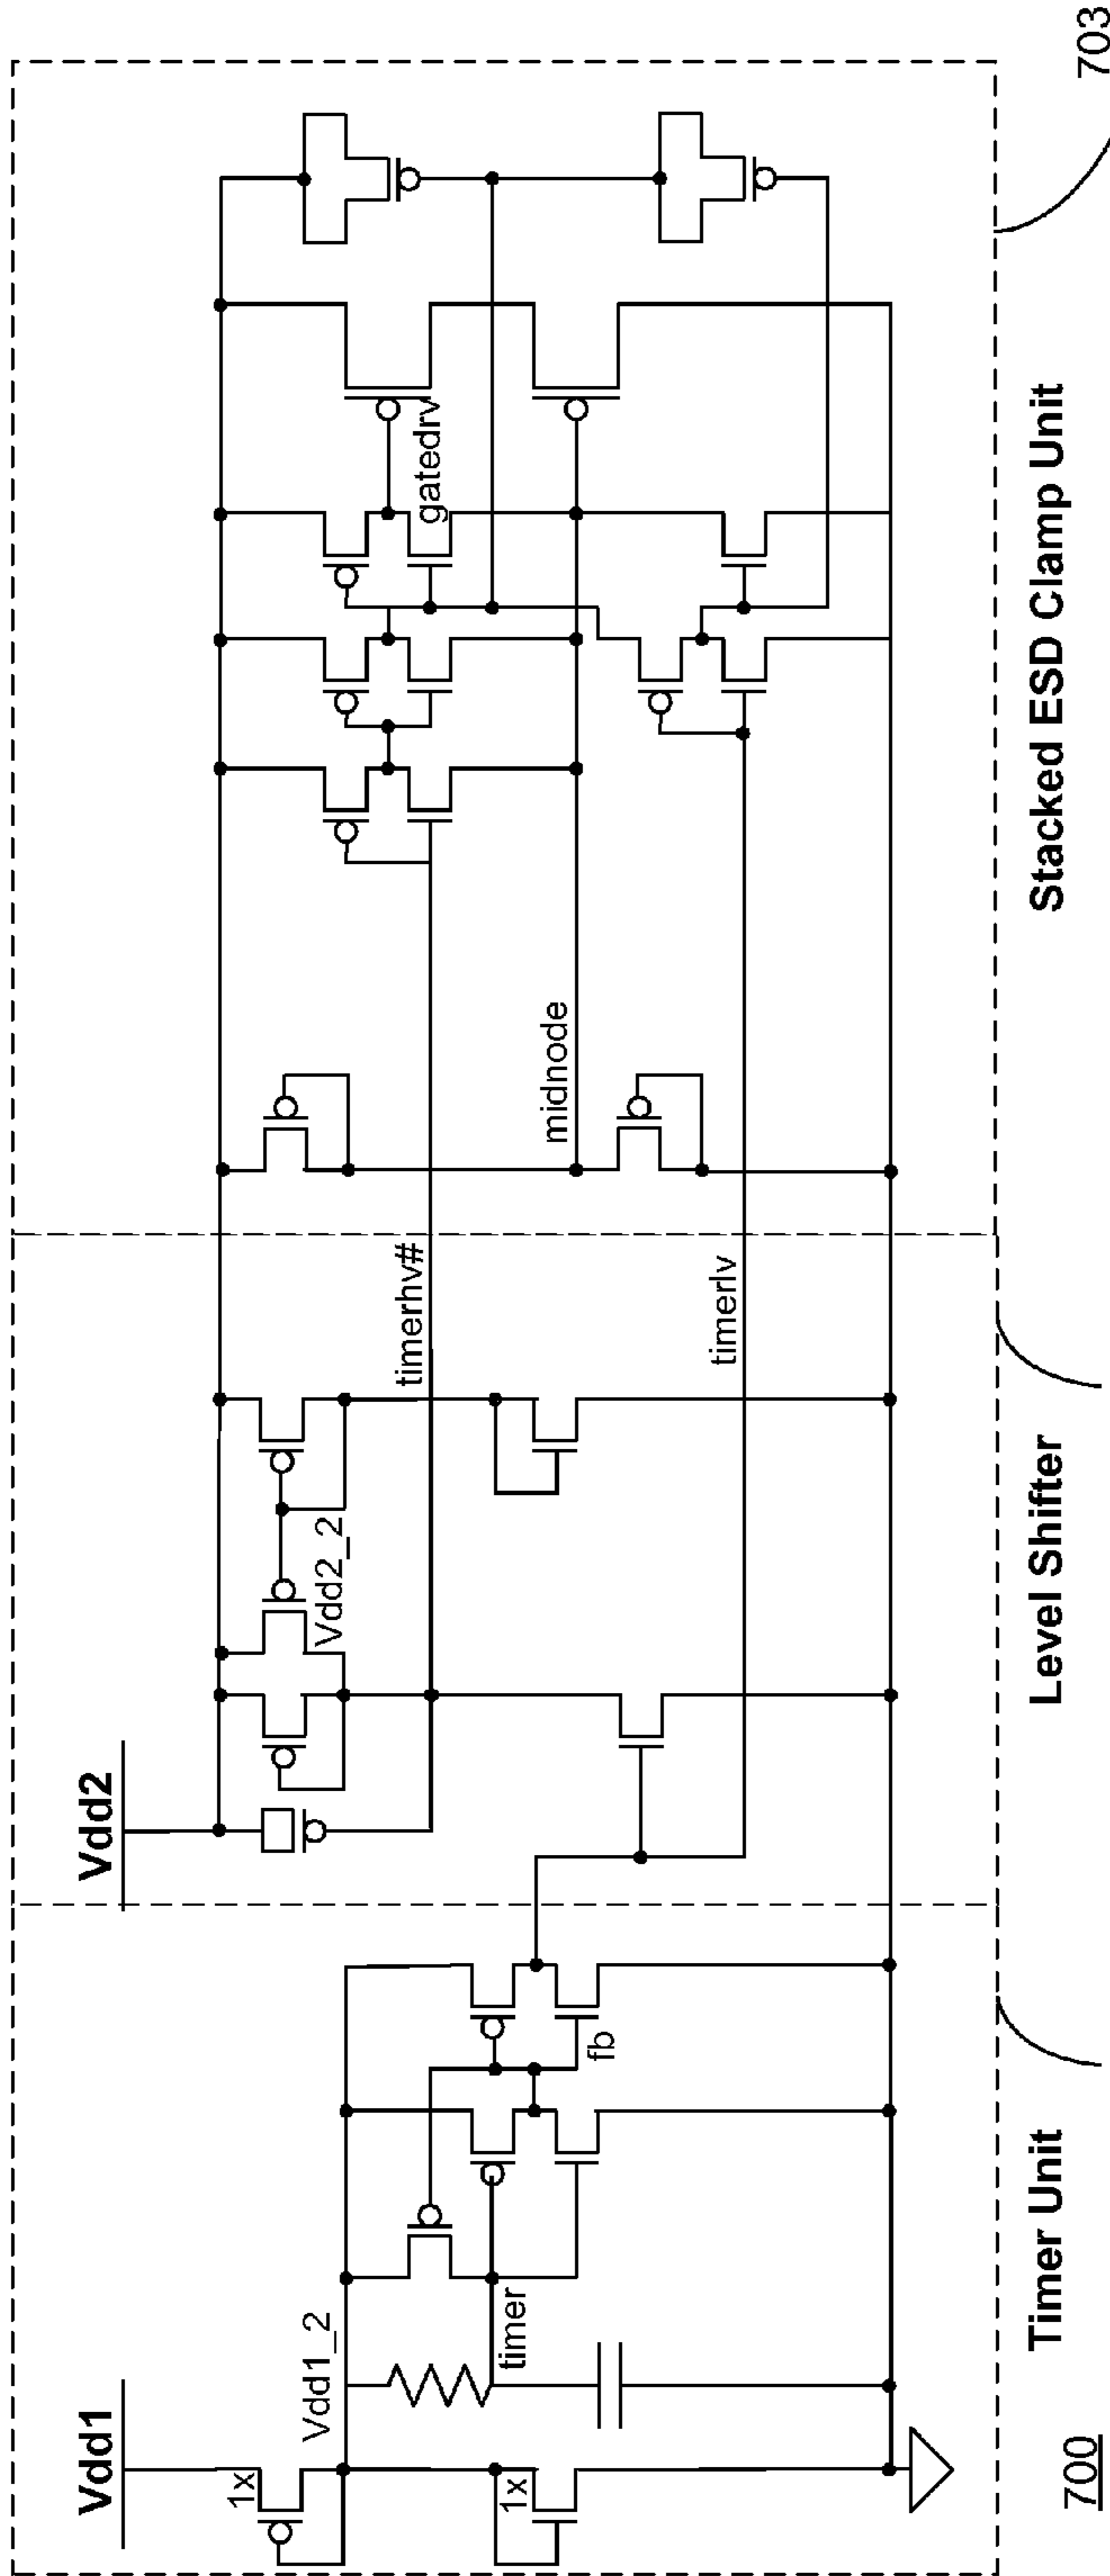 Vdd1
Vdd2
1x
Vdd1_2
timer
1x
fb
Vdd2_2
timerhv#
timerlv
midnode
gatedrv
Timer Unit
Level Shifter
Stacked ESD Clamp Unit
700
703